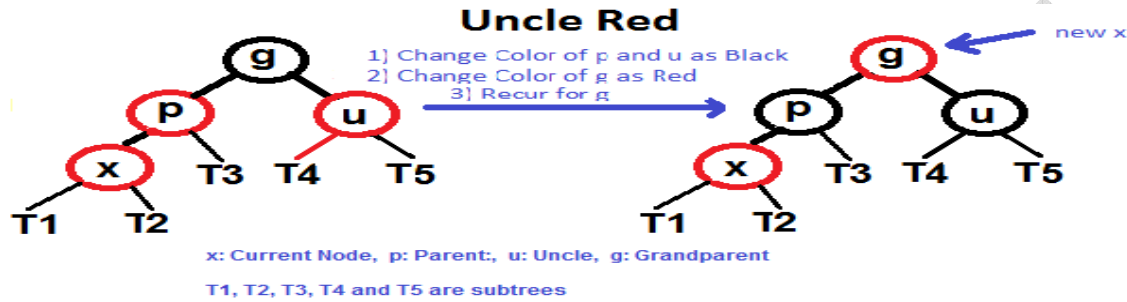 Uncle Red
1) Change Color of p and u as Black
2) Change Color of g as Red
3) Recur for g
new x
g
g
p
u
p
u
x
T3
T4
T5
x
T3
T4
T5
T1
T2
T1
T2
x: Current Node, p: Parent:, u: Uncle, g: Grandparent
T1, T2, T3, T4 and T5 are subtrees